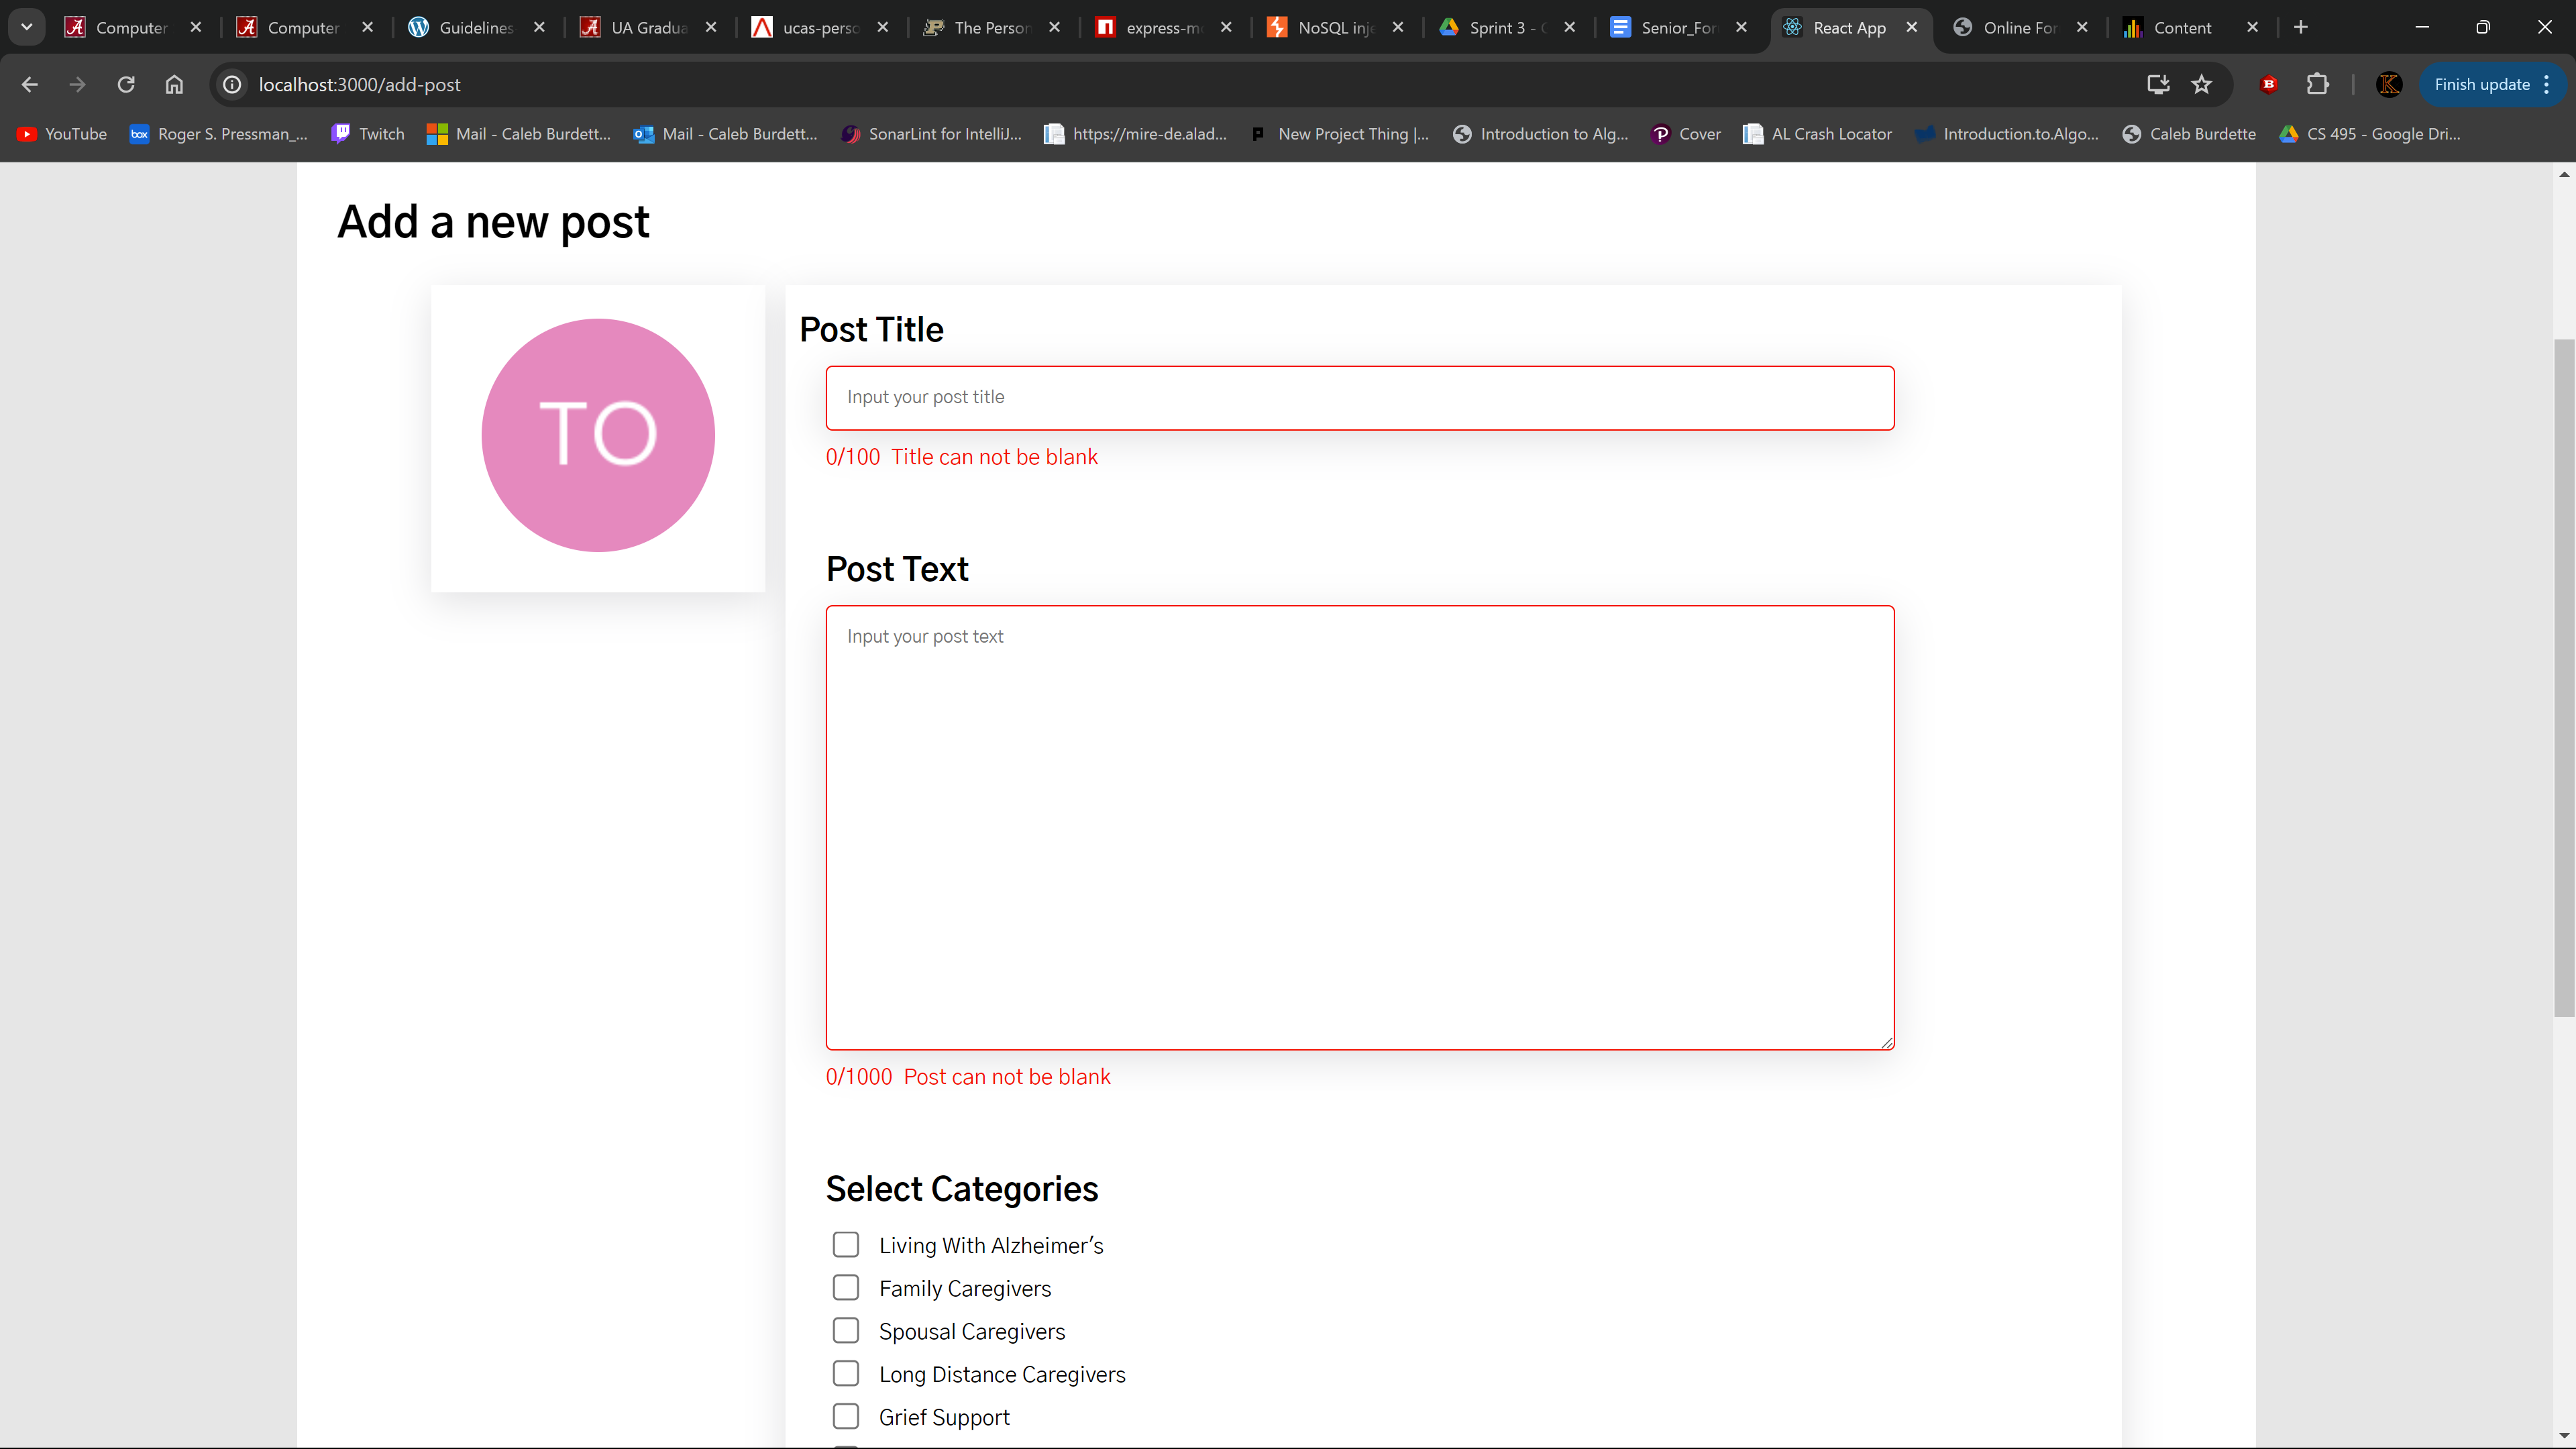 Computer
Computer
Guidelines
UA Gradua
ucas-perso
The Person
express-mo
NoSQL inje
Sprint 3 - C
Senior_For
React App
Online For
Content
localhost:3000/add-post
Finish update
YouTube
box
Roger S. Pressman_...
Twitch
Mail - Caleb Burdett...
Mail - Caleb Burdett...
SonarLint for IntelliJ...
https://mire-de.alad...
New Project Thing |...
Introduction to Alg...
Cover
AL Crash Locator
Introduction.to.Algo...
Caleb Burdette
CS 495 - Google Dri...
Add a new post
TO
Post Title
Input your post title
0/100 Title can not be blank
Post Text
Input your post text
0/1000 Post can not be blank
Select Categories
Living With Alzheimer's
Family Caregivers
Spousal Caregivers
Long Distance Caregivers
Grief Support